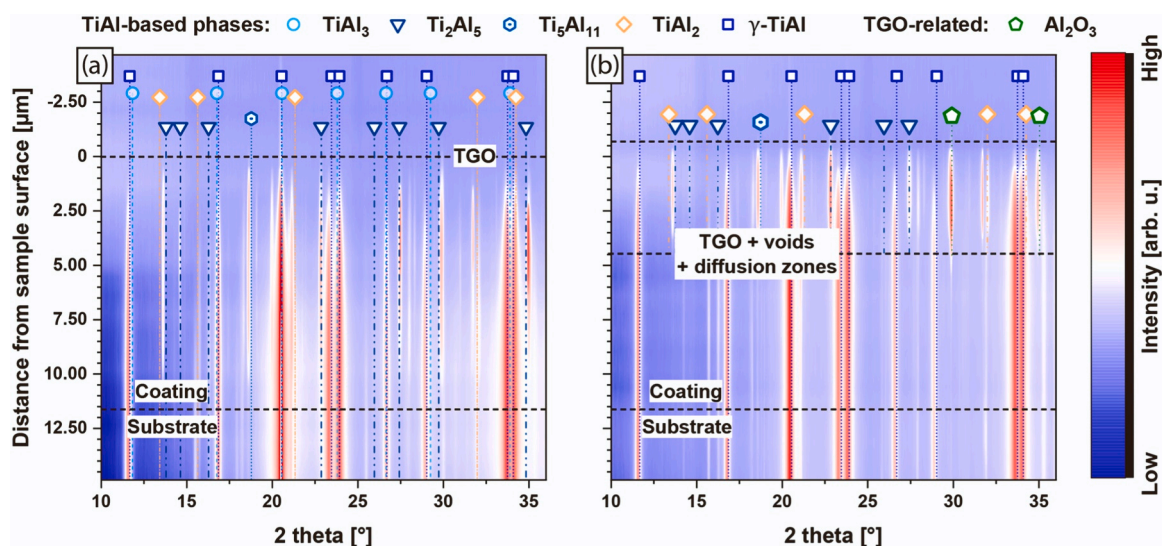 TiAl-based phases: TiAl3 Ti2Al5 Ti5Al11 TiAl2 γ-TiAl TGO-related: Al2O3
(a) (b)
Distance from sample surface [µm]
-2.50
0
2.50
5.00
7.50
10.00
12.50
TGO
Coating
Substrate
10 15 20 25 30 35
2 theta [°]
TGO + voids
+ diffusion zones
Coating
Substrate
10 15 20 25 30 35
2 theta [°]
High
Intensity [arb. u.]
Low